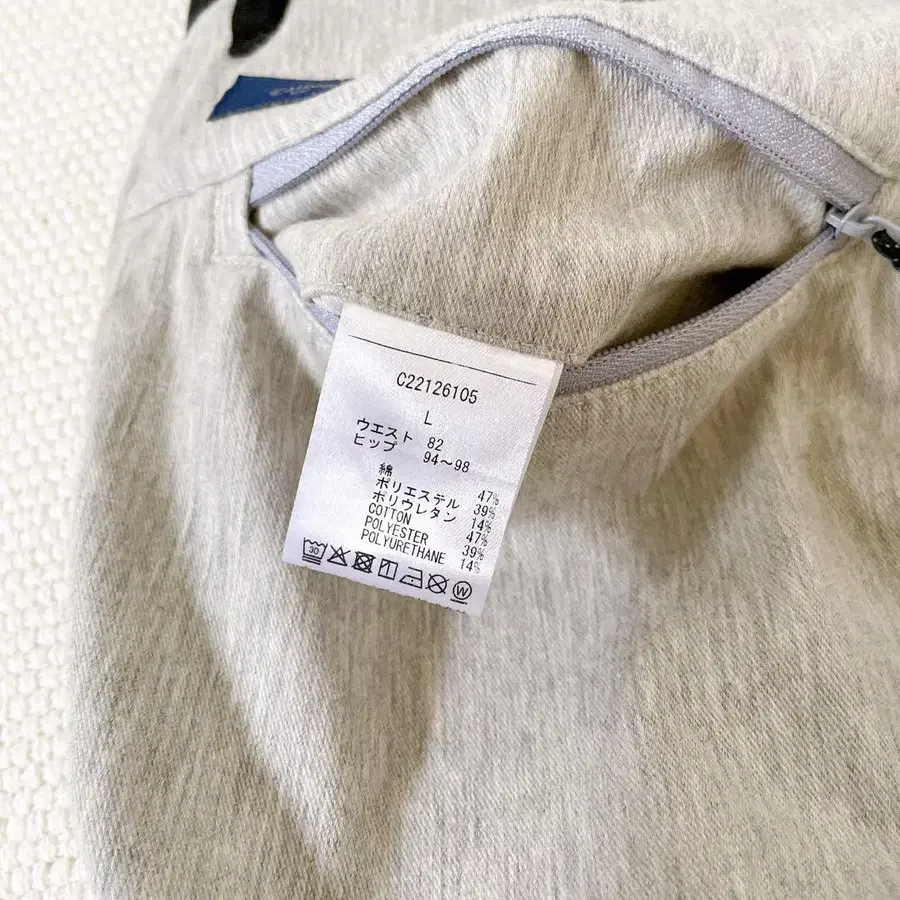 C22126105
L
ウエスト 82
ヒップ 94～98
綿 47%
ポリエステル 39%
ポリウレタン 14%
COTTON 47%
POLYESTER 39%
POLYURETHANE 14%
30
W